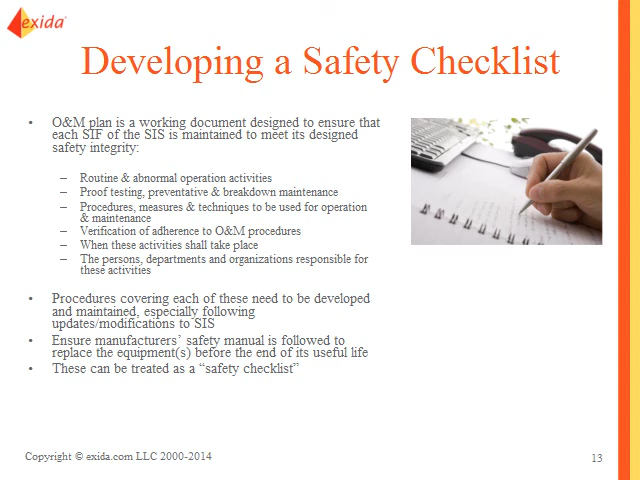 exida
Developing a Safety Checklist
• O&M plan is a working document designed to ensure that
each SIF of the SIS is maintained to meet its designed
safety integrity:
– Routine & abnormal operation activities
– Proof testing, preventative & breakdown maintenance
– Procedures, measures & techniques to be used for operation
& maintenance
– Verification of adherence to O&M procedures
– When these activities shall take place
– The persons, departments and organizations responsible for
these activities
• Procedures covering each of these need to be developed
and maintained, especially following
updates/modifications to SIS
• Ensure manufacturers’ safety manual is followed to
replace the equipment(s) before the end of its useful life
• These can be treated as a “safety checklist”
Copyright © exida.com LLC 2000-2014
13